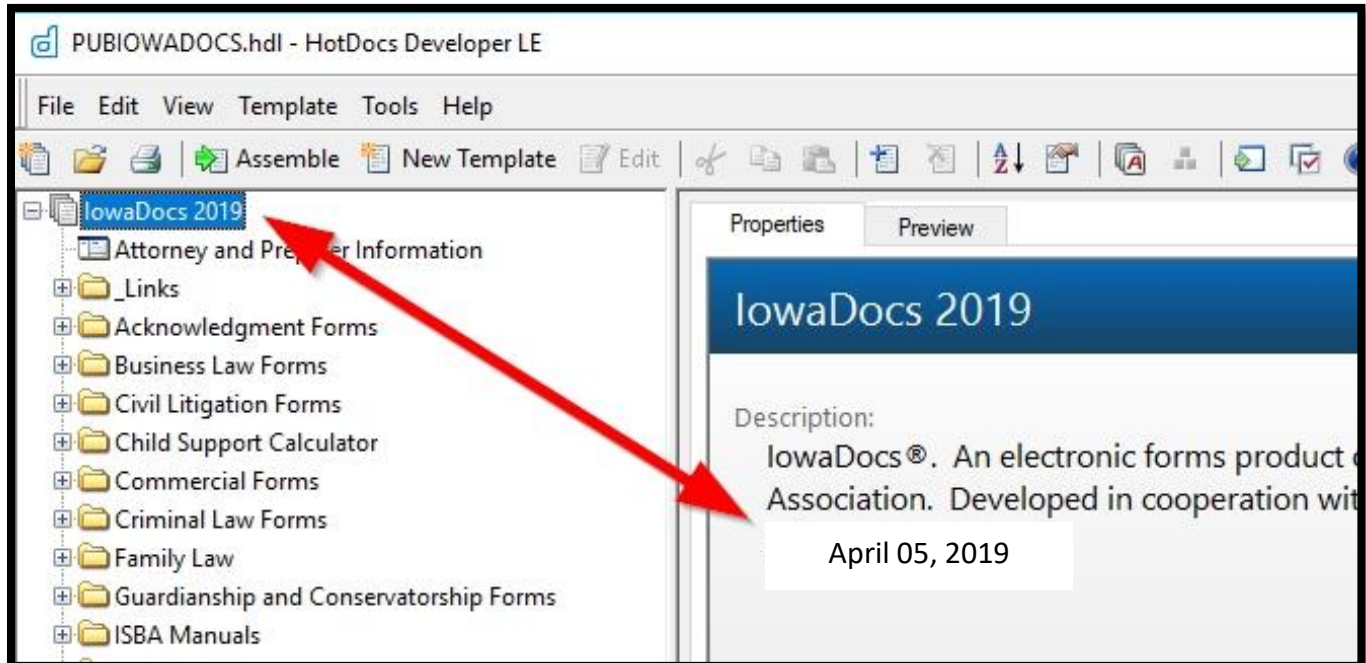 PUBIOWADOCS.hdl - HotDocs Developer LE
File Edit View Template Tools Help
Assemble New Template Edit
IowaDocs 2019
Attorney and Preparer Information
_Links
Acknowledgment Forms
Business Law Forms
Civil Litigation Forms
Child Support Calculator
Commercial Forms
Criminal Law Forms
Family Law
Guardianship and Conservatorship Forms
ISBA Manuals
Properties Preview
IowaDocs 2019
Description:
IowaDocs®. An electronic forms product
Association. Developed in cooperation wit
April 05, 2019